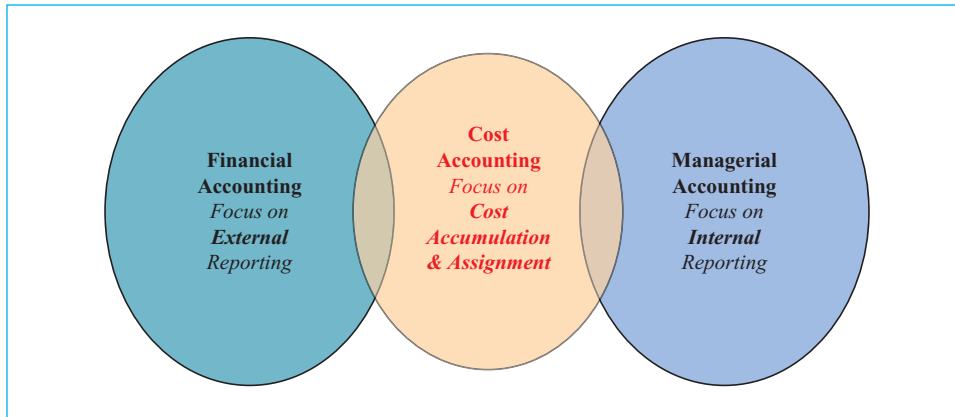 Financial
Accounting
Focus on
External
Reporting
Cost
Accounting
Focus on
Cost
Accumulation
& Assignment
Managerial
Accounting
Focus on
Internal
Reporting